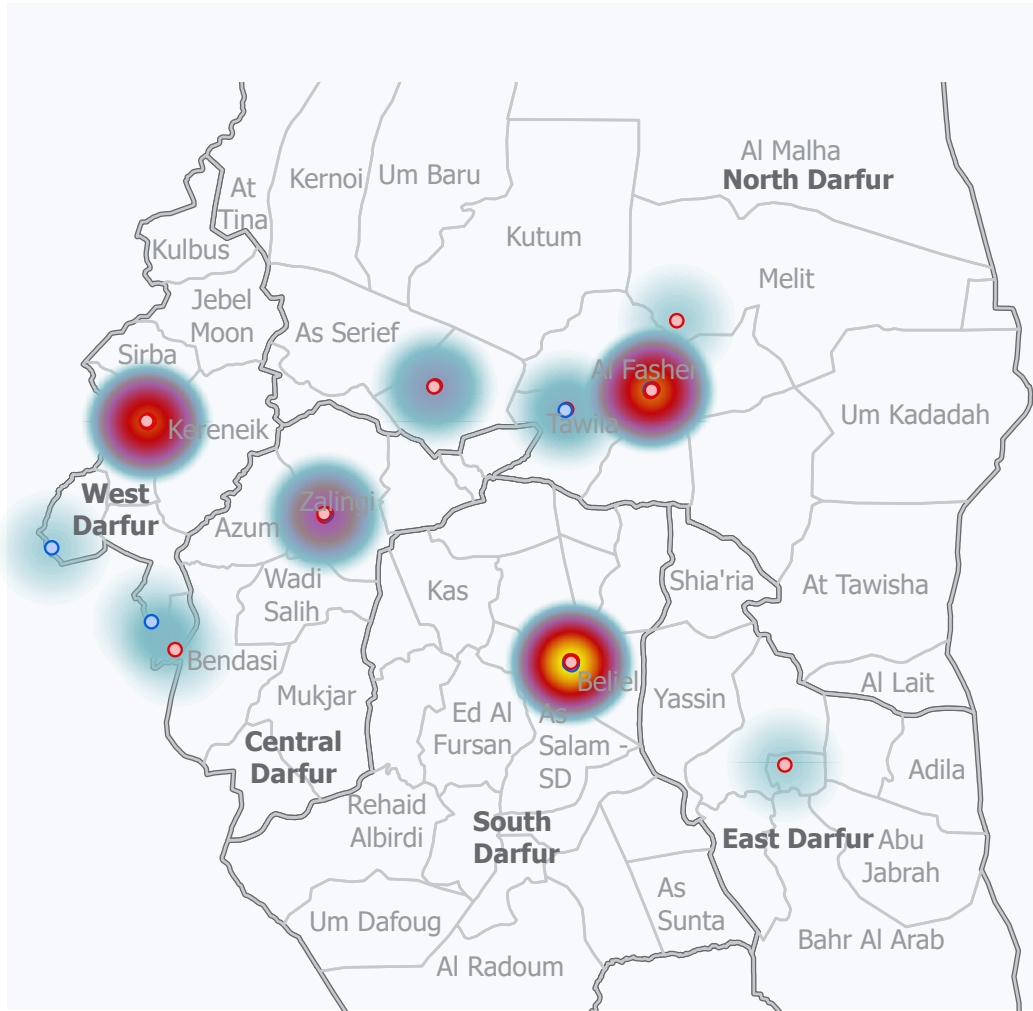 Al Malha
North Darfur
Kernoi
Um Baru
At
Tina
Kutum
Kulbus
Melit
Jebel
Moon
As Serief
Sirba
Al Fasher
Um Kadadah
Tawila
Kereneik
West
Darfur
Zalingi
Azum
Wadi
Salih
Kas
Shia'ria
At Tawisha
Bendasi
Beliel
Al Lait
Mukjar
Yassin
Ed Al
Fursan
As
Salam -
SD
Central
Darfur
Adila
Rehaid
Albirdi
South
Darfur
East Darfur
Abu
Jabrah
As
Sunta
Um Dafoug
Bahr Al Arab
Al Radoum